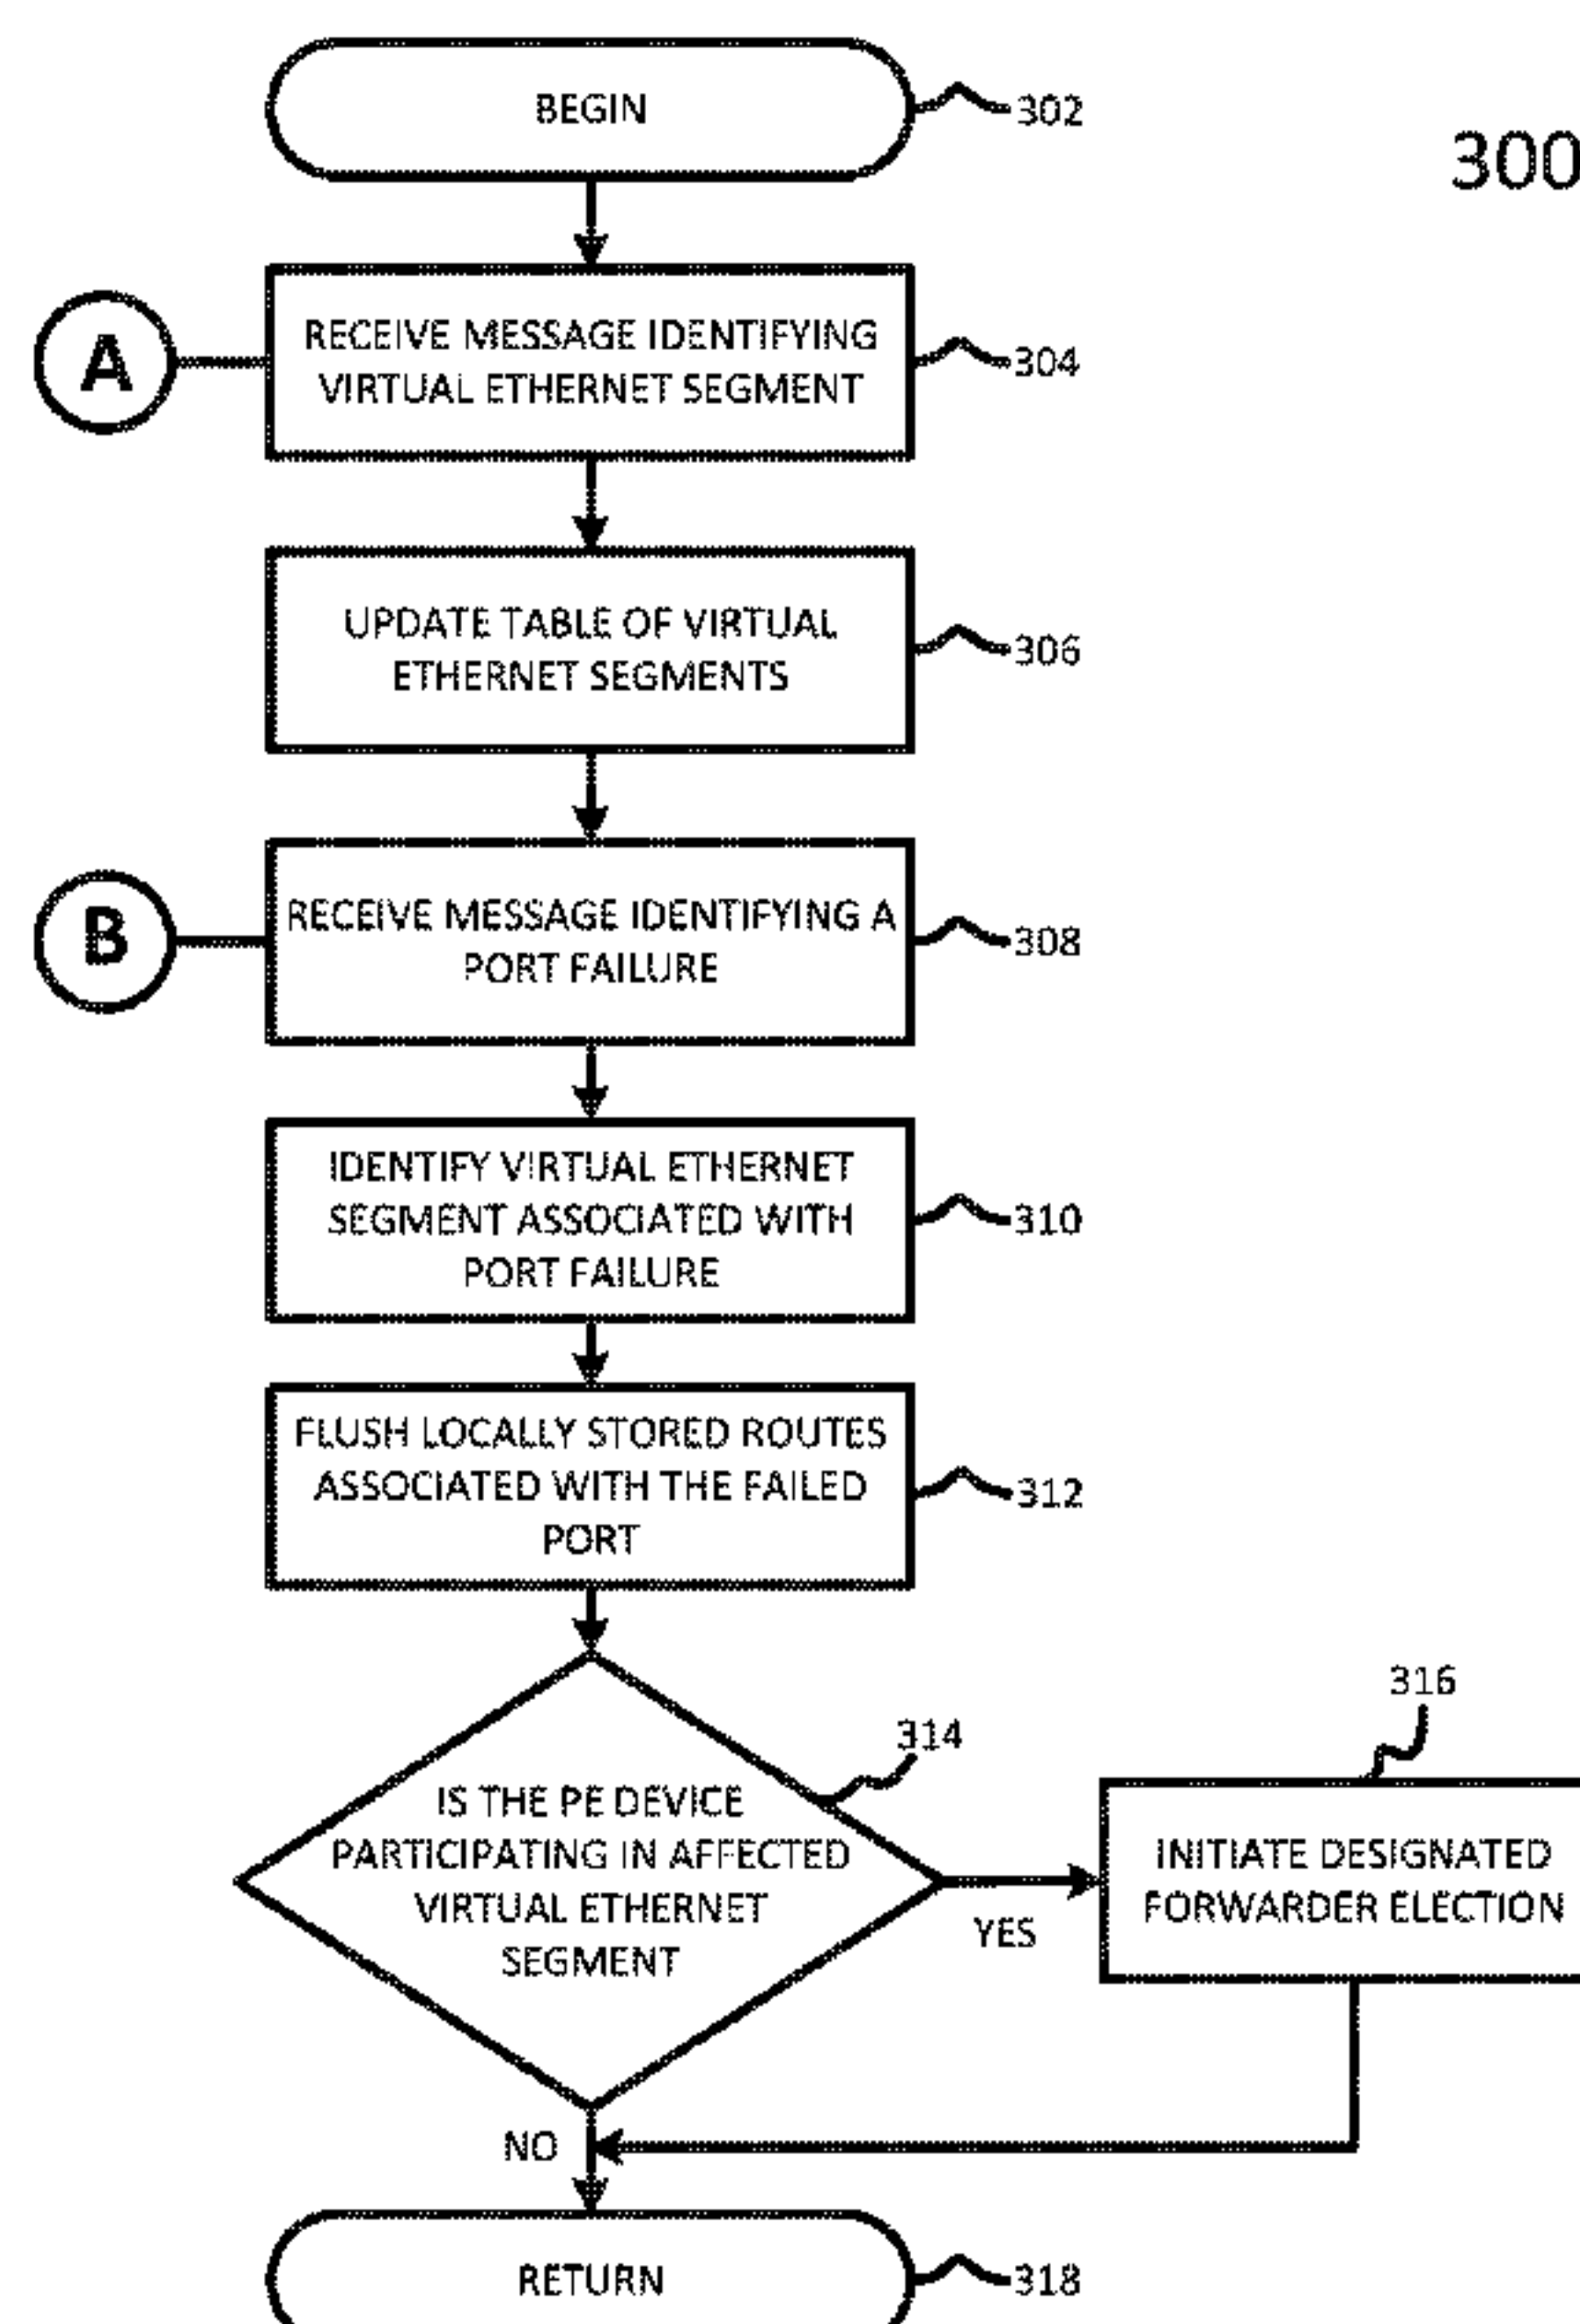 BEGIN
302
300
A
RECEIVE MESSAGE IDENTIFYING
VIRTUAL ETHERNET SEGMENT
304
UPDATE TABLE OF VIRTUAL
ETHERNET SEGMENTS
306
B
RECEIVE MESSAGE IDENTIFYING A
PORT FAILURE
308
IDENTIFY VIRTUAL ETHERNET
SEGMENT ASSOCIATED WITH
PORT FAILURE
310
FLUSH LOCALLY STORED ROUTES
ASSOCIATED WITH THE FAILED
PORT
312
314
IS THE PE DEVICE
PARTICIPATING IN AFFECTED
VIRTUAL ETHERNET
SEGMENT
YES
316
INITIATE DESIGNATED
FORWARDER ELECTION
NO
RETURN
318